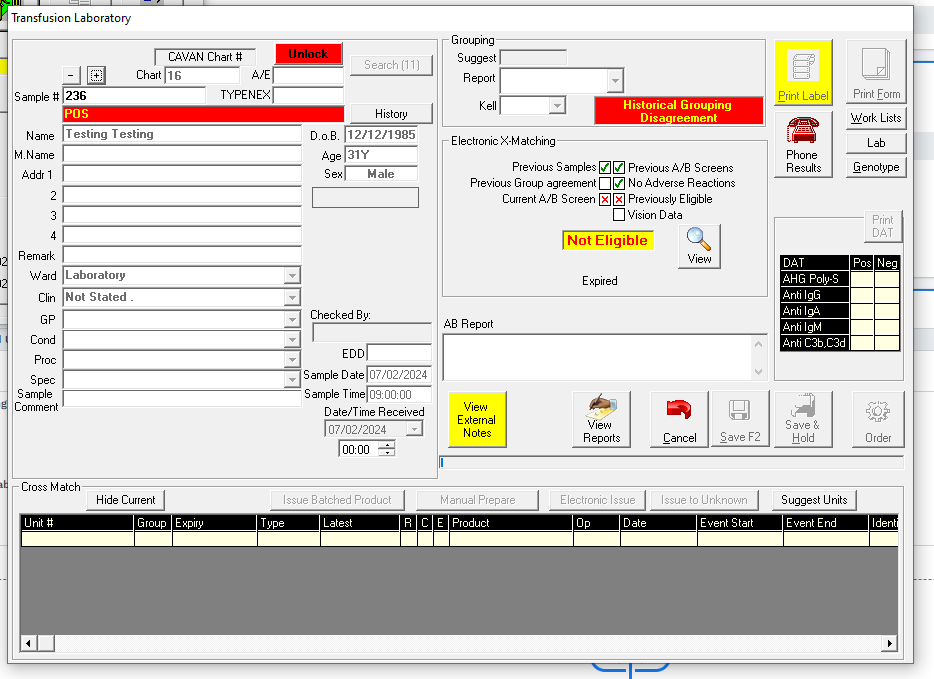 Transfusion Laboratory
CAVAN Chart #
Unlock
Chart 16 A/E
Search (11)
Sample # 236 TYPENEX
POS
History
Name Testing Testing D.o.B. 12/12/1985
M.Name Age 31Y
Addr 1 Sex Male
2
3
4
Remark
Ward Laboratory
Clin Not Stated .
GP Checked By:
Cond
EDD
Proc
Spec Sample Date 07/02/2024
Sample Comment Sample Time 09:00:00
Date/Time Received
07/02/2024
00:00
Grouping
Suggest
Report
Kell
Historical Grouping
Disagreement
Electronic X-Matching
Previous Samples Previous A/B Screens
Previous Group agreement No Adverse Reactions
Current A/B Screen Previously Eligible
Vision Data
Not Eligible
View
Expired
AB Report
View
External
Notes
View
Reports
Cancel
Save F2
Save &
Hold
Order
Print Label
Print Form
Phone
Results
Work Lists
Lab
Genotype
Print
DAT
DAT Pos Neg
AHG Poly-S
Anti IgG
Anti IgA
Anti IgM
Anti C3b,C3d
Cross Match
Hide Current Issue Batched Product Manual Prepare Electronic Issue Issue to Unknown Suggest Units
Unit # Group Expiry Type Latest R C E Product Op Date Event Start Event End Identi